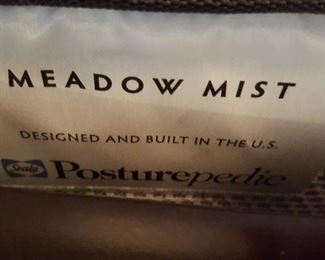 MEADOW MIST
DESIGNED AND BUILT IN THE U.S.
Sealy Posturepedic